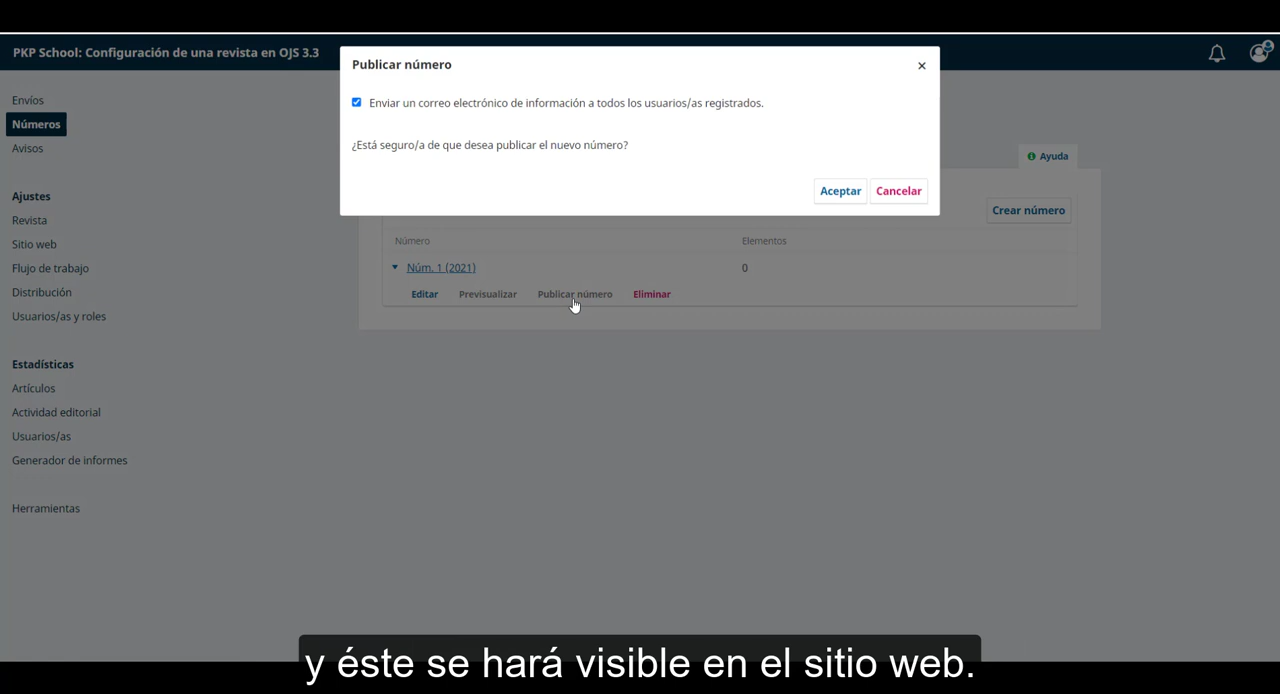 PKP School: Configuración de una revista en OJS 3.3
Publicar número
Enviar un correo electrónico de información a todos los usuarios/as registrados.
¿Está seguro/a de que desea publicar el nuevo número?
Aceptar Cancelar
Envíos
Números
Avisos
Ajustes
Revista
Sitio web
Flujo de trabajo
Distribución
Usuarios/as y roles
Estadísticas
Artículos
Actividad editorial
Usuarios/as
Generador de informes
Herramientas
Ayuda
Crear número
Número Elementos
Núm. 1 (2021) 0
Editar Previsualizar Publicar número Eliminar
y éste se hará visible en el sitio web.